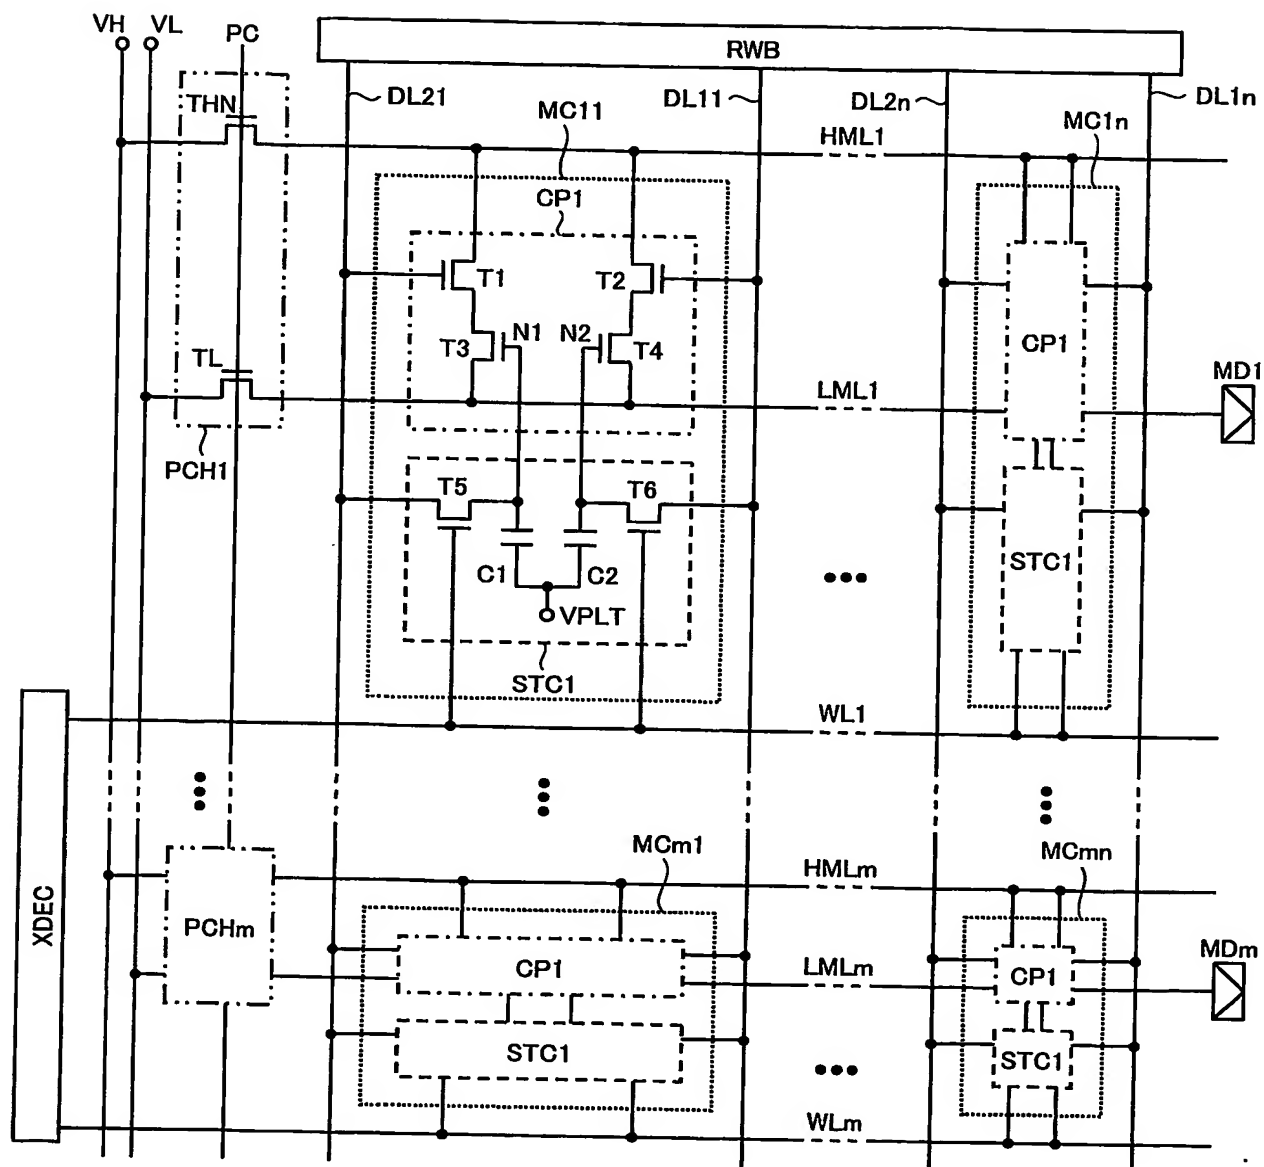 VH
VL
PC
RWB
DL21
DL11
DL2n
DL1n
THN
MC11
HML1
MC1n
CP1
T1
T2
N1
N2
T3
T4
CP1
TL
LML1
MD1
PCH1
T5
T6
C1
C2
STC1
VPLT
STC1
WL1
MCm1
HMLm
MCmn
XDEC
PCHm
CP1
LMLm
CP1
MDm
STC1
STC1
WLm